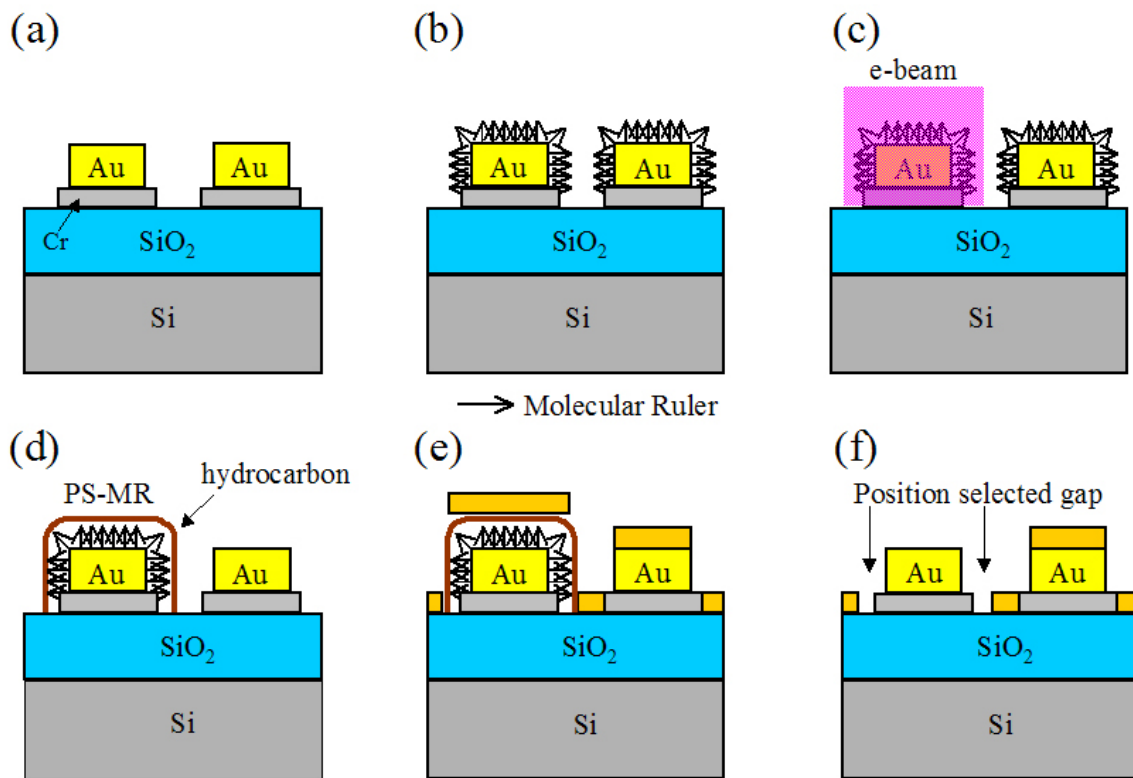 (a)
Au
Au
Cr
SiO₂
Si
(b)
Au
Au
SiO₂
Si
(c)
e-beam
Au
Au
SiO₂
Si
Molecular Ruler
(d)
hydrocarbon
PS-MR
Au
Au
SiO₂
Si
(e)
Au
Au
SiO₂
Si
(f)
Position selected gap
Au
Au
SiO₂
Si